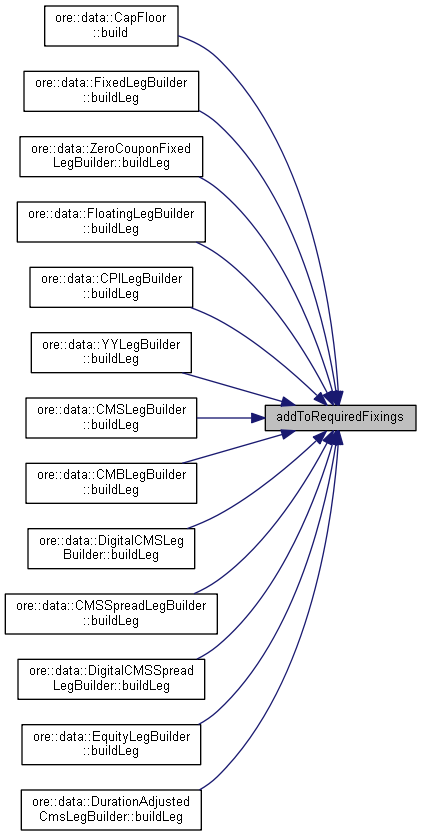 ore::data::CapFloor
::build
ore::data::FixedLegBuilder
::buildLeg
ore::data::ZeroCouponFixed
LegBuilder::buildLeg
ore::data::FloatingLegBuilder
::buildLeg
ore::data::CPILegBuilder
::buildLeg
ore::data::YYLegBuilder
::buildLeg
ore::data::CMSLegBuilder
::buildLeg
addToRequiredFixings
ore::data::CMBLegBuilder
::buildLeg
ore::data::DigitalCMSLeg
Builder::buildLeg
ore::data::CMSSpreadLegBuilder
::buildLeg
ore::data::DigitalCMSSpread
LegBuilder::buildLeg
ore::data::EquityLegBuilder
::buildLeg
ore::data::DurationAdjusted
CmsLegBuilder::buildLeg